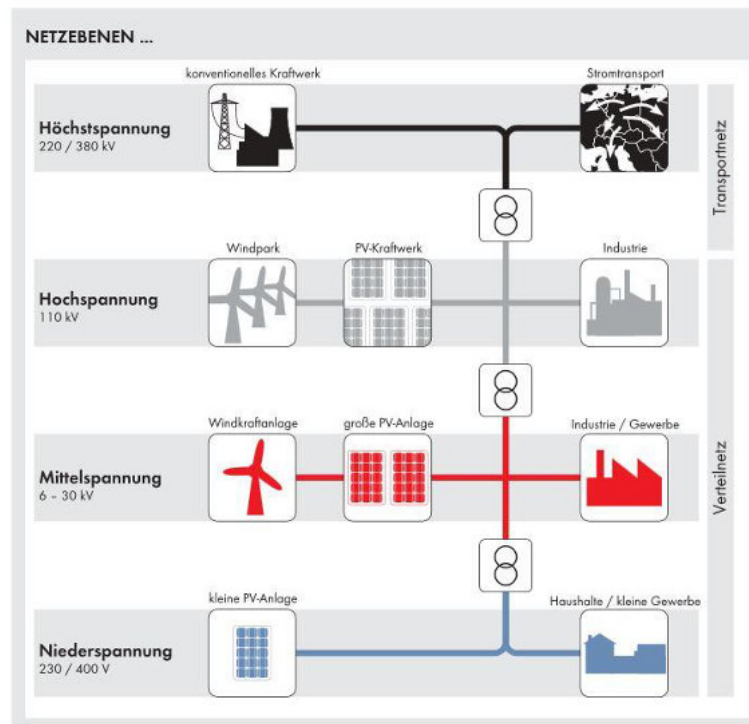 NETZEBENEN ...
konventionelles Kraftwerk
Stromtransport
Höchstspannung
220 / 380 kV
Transportnetz
Windpark
PV-Kraftwerk
Industrie
Hochspannung
110 kV
Windkraftanlage
große PV-Anlage
Industrie / Gewerbe
Mittelspannung
6 – 30 kV
Verteilnetz
kleine PV-Anlage
Haushalte / kleine Gewerbe
Niederspannung
230 / 400 V